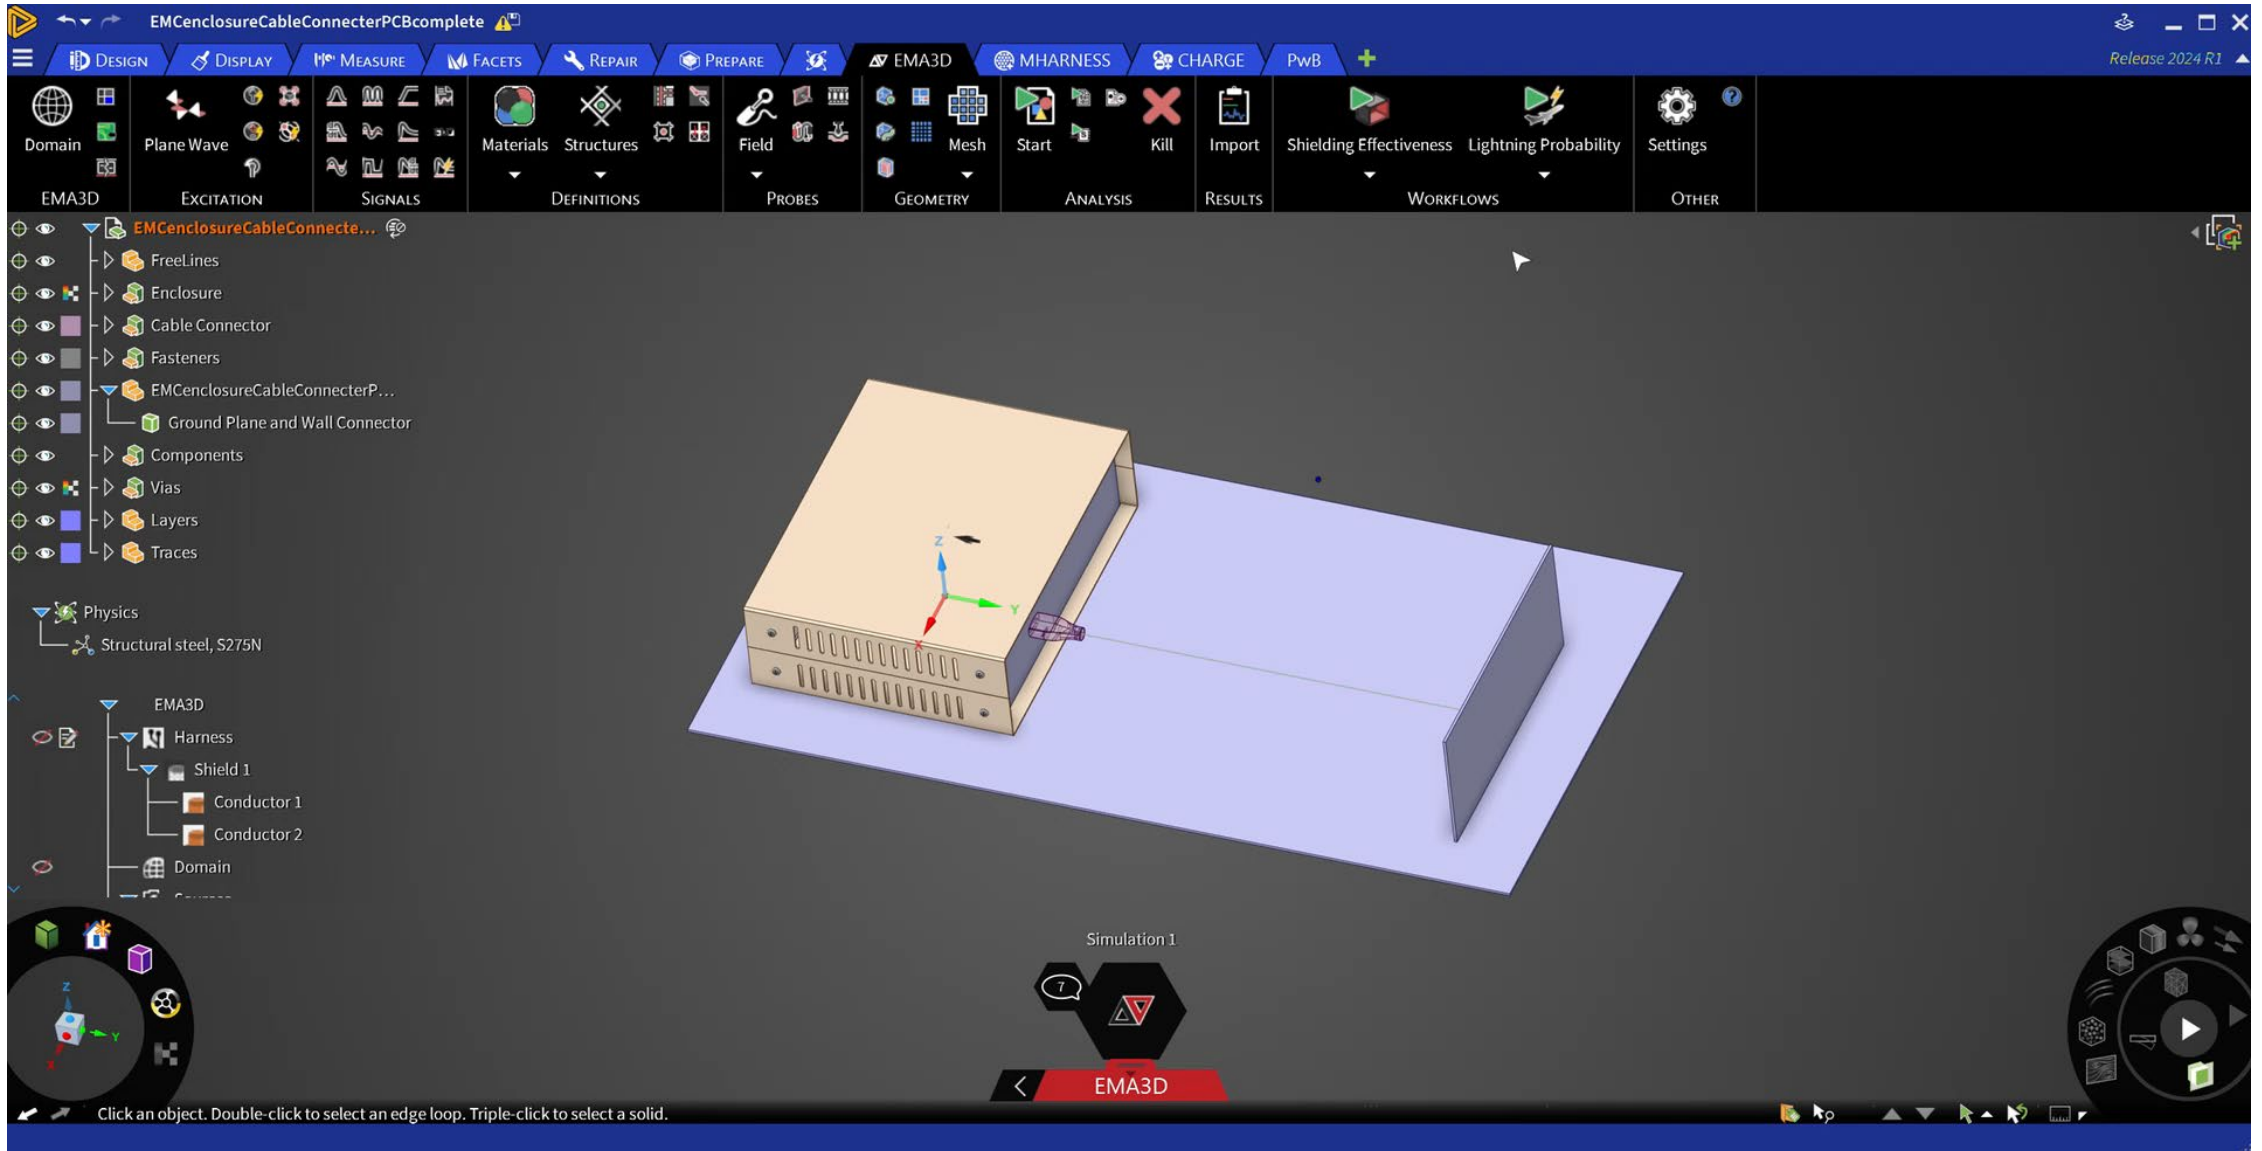 EMCenclosureCableConnecterPCBcomplete
DESIGN DISPLAY MEASURE FACETS REPAIR PREPARE EMA3D MHARNESS CHARGE PWB Release 2024 R1
Domain Plane Wave Materials Structures Field Mesh Start Kill Import Shielding Effectiveness Lightning Probability Settings
EMA3D EXCITATION SIGNALS DEFINITIONS PROBES GEOMETRY ANALYSIS RESULTS WORKFLOWS OTHER
EMCenclosureCableConnecte...
FreeLines
Enclosure
Cable Connector
Fasteners
EMCenclosureCableConnecterP...
Ground Plane and Wall Connector
Components
Vias
Layers
Traces
Physics
Structural steel, S275N
EMA3D
Harness
Shield 1
Conductor 1
Conductor 2
Domain
Z
Y
X
Simulation 1
7
EMA3D
Z
Y
X
Click an object. Double-click to select an edge loop. Triple-click to select a solid.